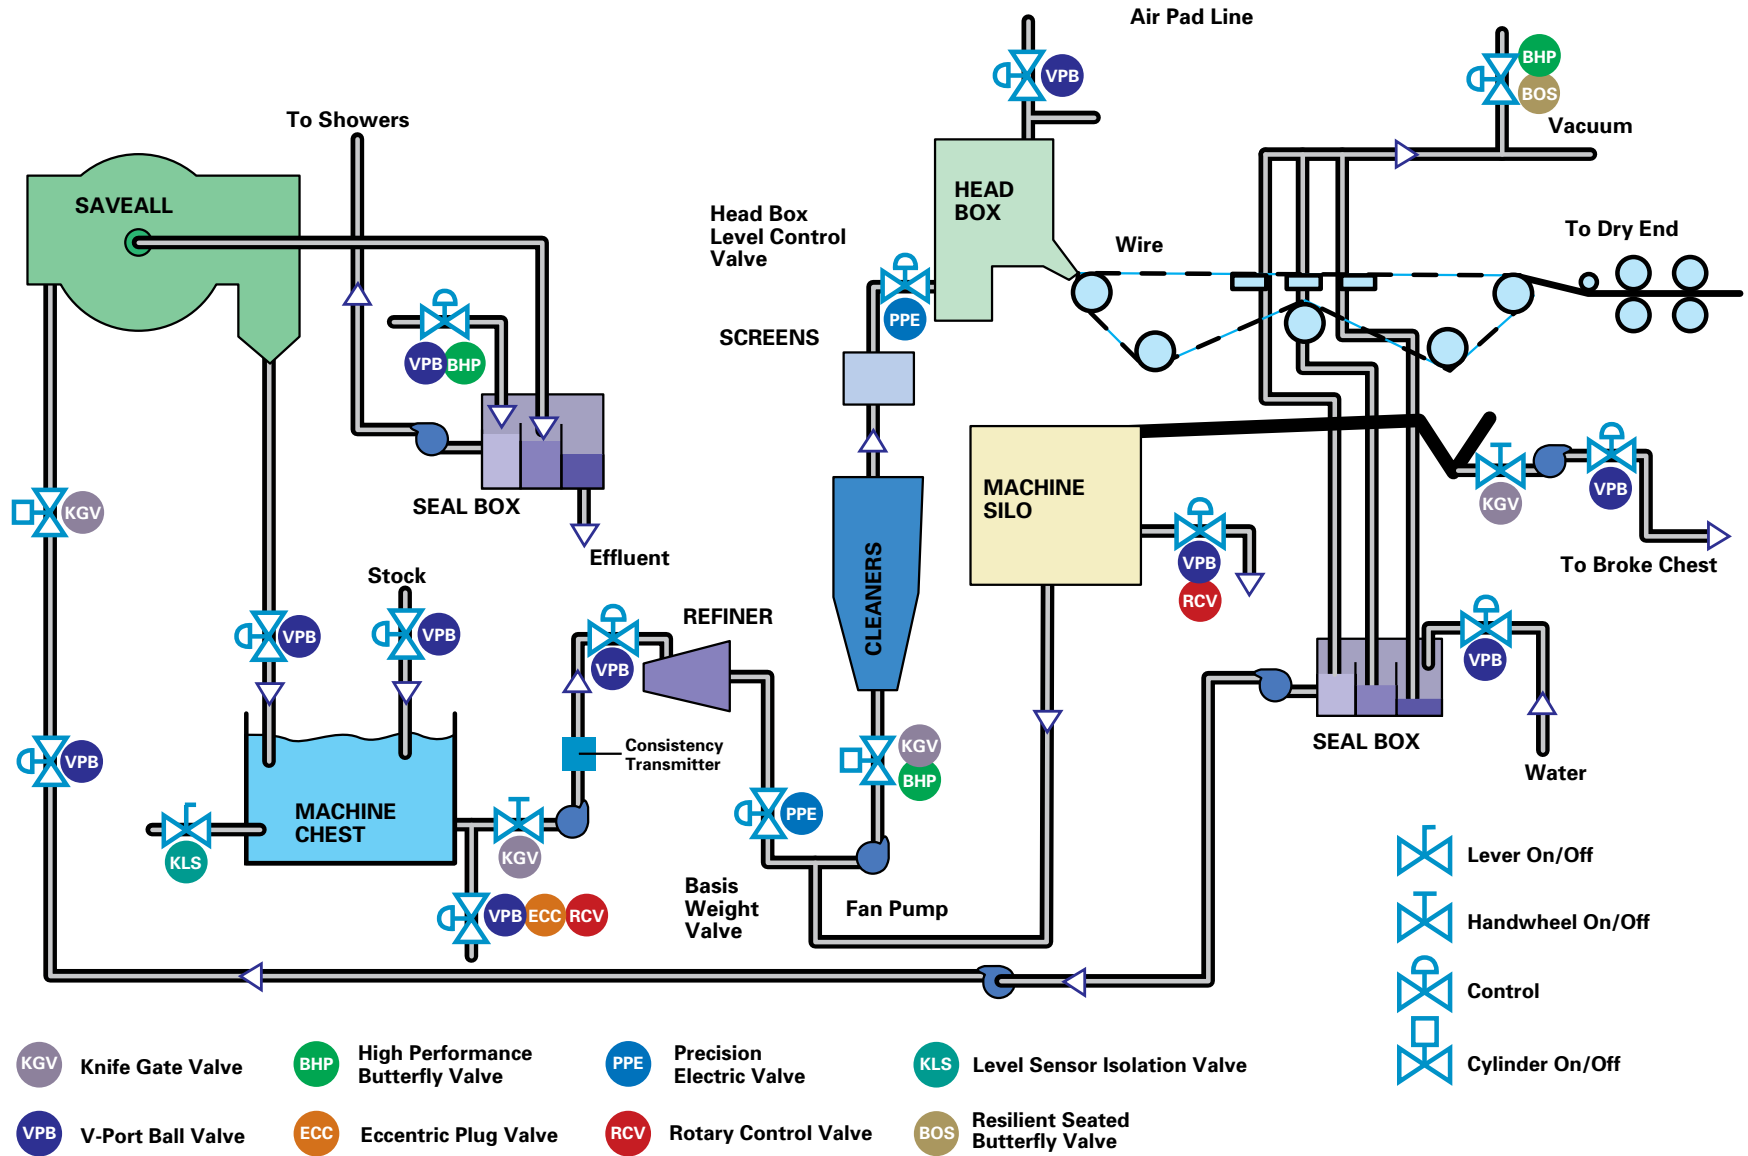 Air Pad Line
VPB
BHP
BOS
Vacuum
To Showers
SAVEALL
HEAD
BOX
Head Box
Level Control
Valve
Wire
To Dry End
PPE
SCREENS
VPB
BHP
SEAL BOX
Effluent
KGV
MACHINE
SILO
KGV
VPB
To Broke Chest
VPB
RCV
CLEANERS
Stock
VPB
VPB
REFINER
VPB
VPB
SEAL BOX
Water
Consistency
Transmitter
KGV
BHP
VPB
MACHINE
CHEST
PPE
KLS
KGV
VPB
ECC
RCV
Basis
Weight
Valve
Fan Pump
Lever On/Off
Handwheel On/Off
Control
Cylinder On/Off
KGV
Knife Gate Valve
BHP
High Performance
Butterfly Valve
PPE
Precision
Electric Valve
KLS
Level Sensor Isolation Valve
VPB
V-Port Ball Valve
ECC
Eccentric Plug Valve
RCV
Rotary Control Valve
BOS
Resilient Seated
Butterfly Valve